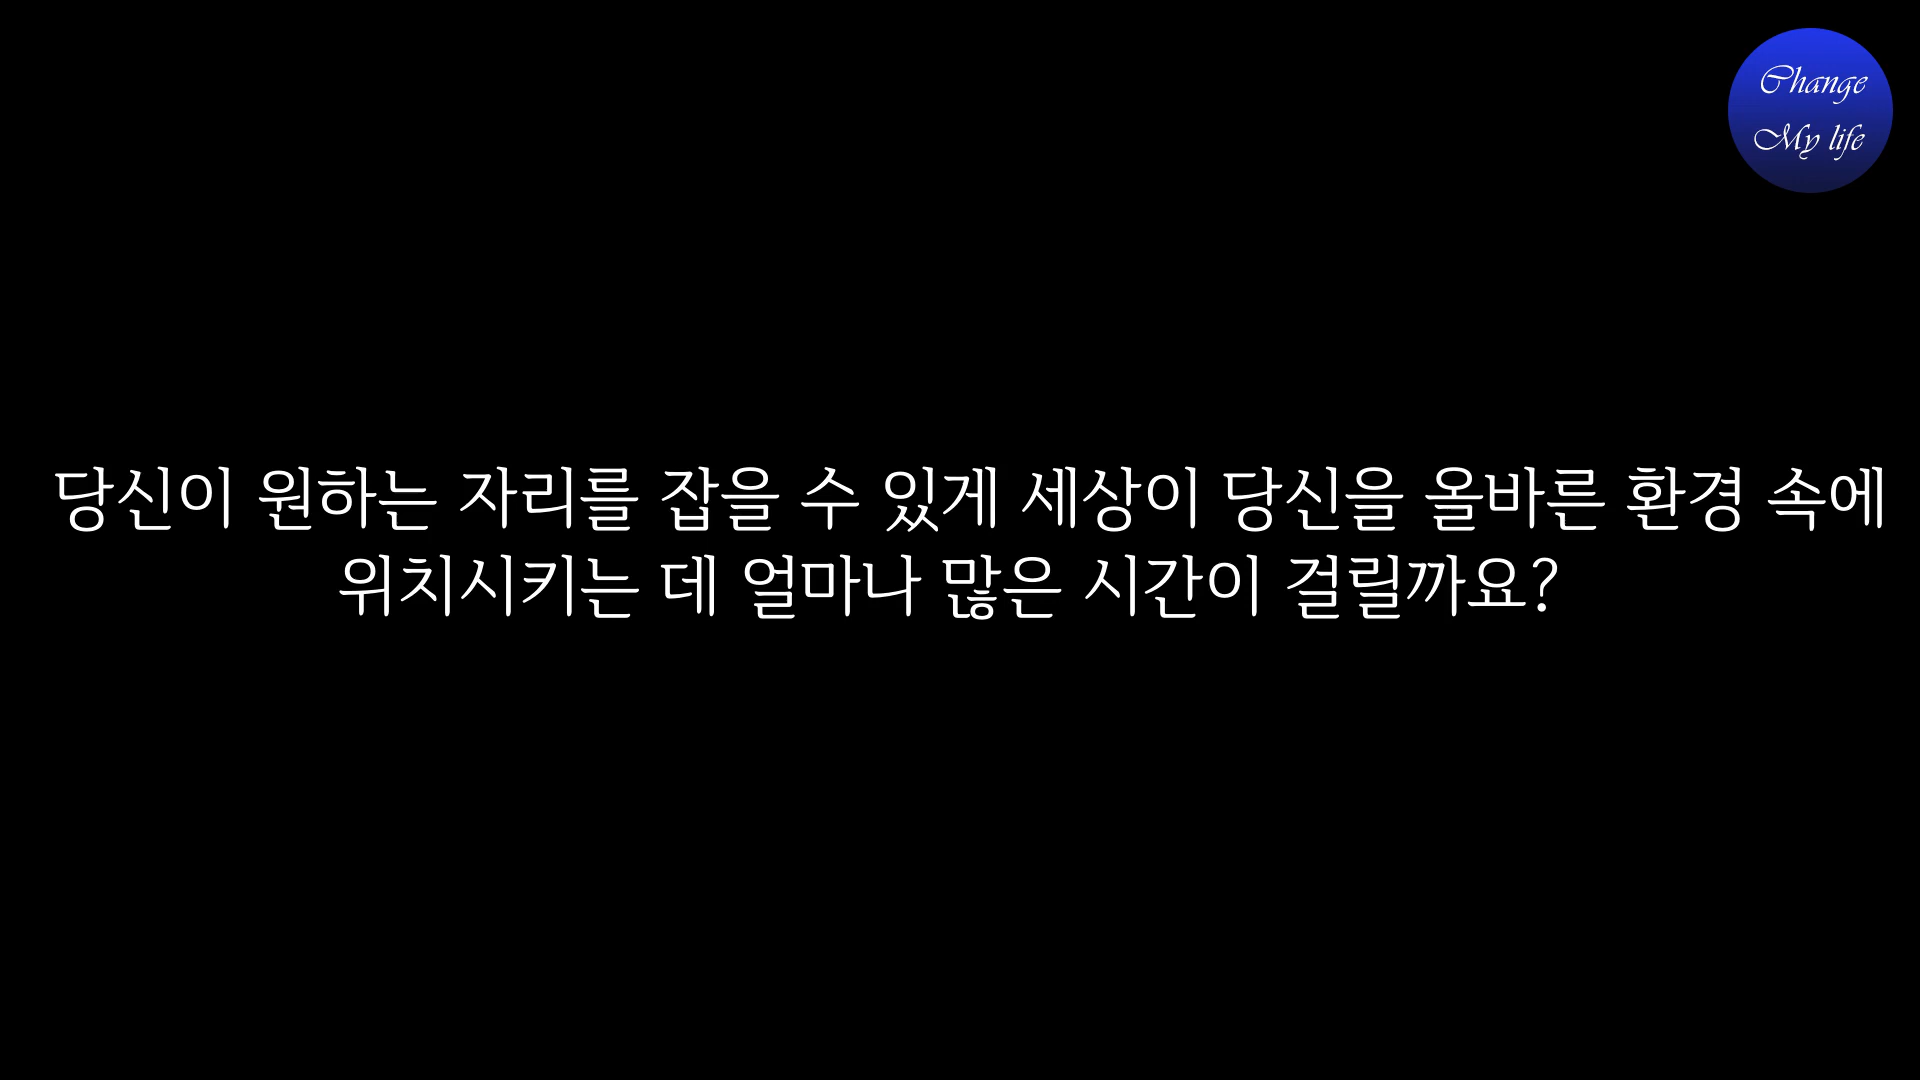 Change
My life
당신이 원하는 자리를 잡을 수 있게 세상이 당신을 올바른 환경 속에
위치시키는 데 얼마나 많은 시간이 걸릴까요?